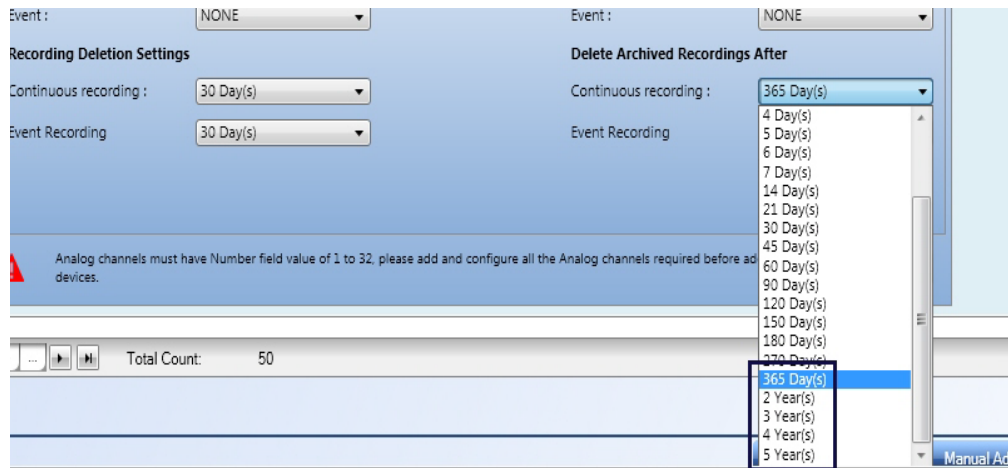 Event :
NONE
Event :
NONE
Recording Deletion Settings
Delete Archived Recordings After
Continuous recording :
30 Day(s)
Continuous recording :
365 Day(s)
Event Recording
30 Day(s)
Event Recording
4 Day(s)
5 Day(s)
6 Day(s)
7 Day(s)
14 Day(s)
21 Day(s)
30 Day(s)
45 Day(s)
60 Day(s)
90 Day(s)
120 Day(s)
150 Day(s)
180 Day(s)
270 Day(s)
365 Day(s)
2 Year(s)
3 Year(s)
4 Year(s)
5 Year(s)
Analog channels must have Number field value of 1 to 32, please add and configure all the Analog channels required before
devices.
... Total Count: 50
Manual